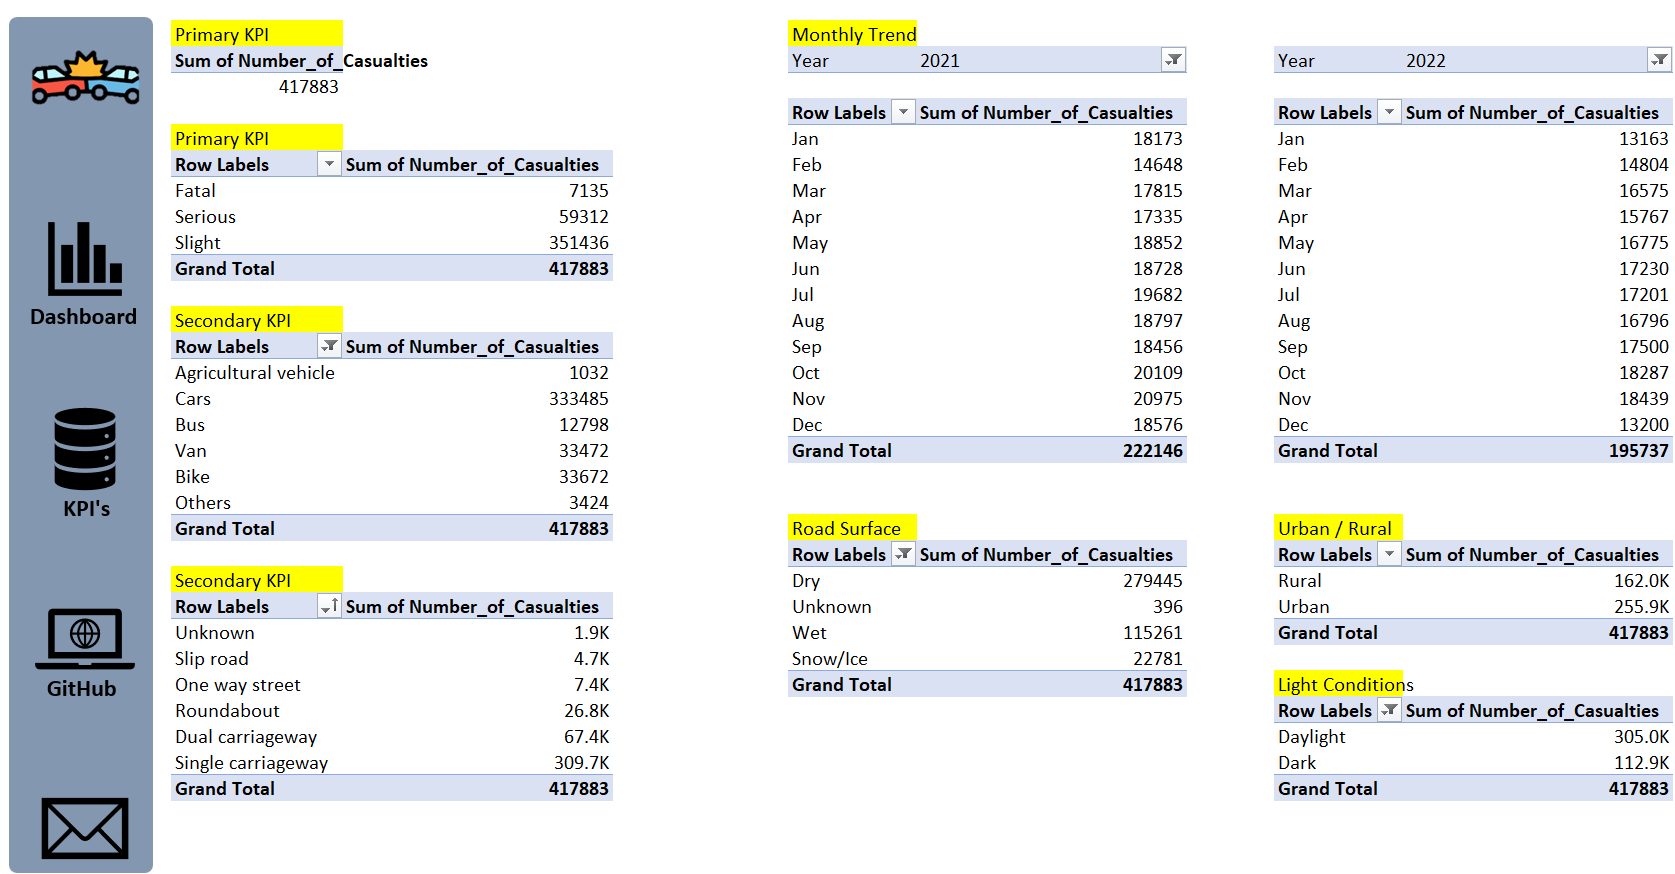 Dashboard
KPI's
GitHub
Primary KPI
Sum of Number_of_Casualties
417883
Primary KPI
Row Labels Sum of Number_of_Casualties
Fatal 7135
Serious 59312
Slight 351436
Grand Total 417883
Secondary KPI
Row Labels Sum of Number_of_Casualties
Agricultural vehicle 1032
Cars 333485
Bus 12798
Van 33472
Bike 33672
Others 3424
Grand Total 417883
Secondary KPI
Row Labels Sum of Number_of_Casualties
Unknown 1.9K
Slip road 4.7K
One way street 7.4K
Roundabout 26.8K
Dual carriageway 67.4K
Single carriageway 309.7K
Grand Total 417883
Monthly Trend
Year 2021
Row Labels Sum of Number_of_Casualties
Jan 18173
Feb 14648
Mar 17815
Apr 17335
May 18852
Jun 18728
Jul 19682
Aug 18797
Sep 18456
Oct 20109
Nov 20975
Dec 18576
Grand Total 222146
Year 2022
Row Labels Sum of Number_of_Casualties
Jan 13163
Feb 14804
Mar 16575
Apr 15767
May 16775
Jun 17230
Jul 17201
Aug 16796
Sep 17500
Oct 18287
Nov 18439
Dec 13200
Grand Total 195737
Road Surface
Row Labels Sum of Number_of_Casualties
Dry 279445
Unknown 396
Wet 115261
Snow/Ice 22781
Grand Total 417883
Urban / Rural
Row Labels Sum of Number_of_Casualties
Rural 162.0K
Urban 255.9K
Grand Total 417883
Light Conditions
Row Labels Sum of Number_of_Casualties
Daylight 305.0K
Dark 112.9K
Grand Total 417883